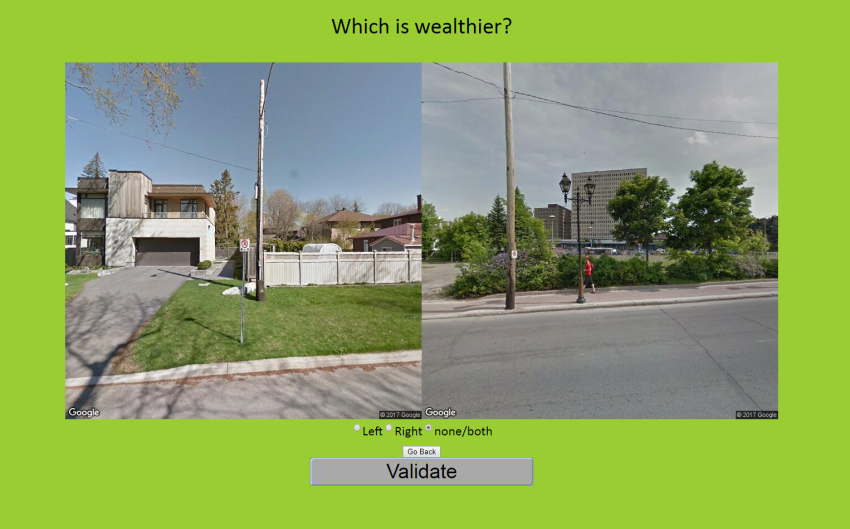 Which is wealthier?
Google
© 2017 Google
Google
© 2017 Google
Left Right none/both
Go Back
Validate